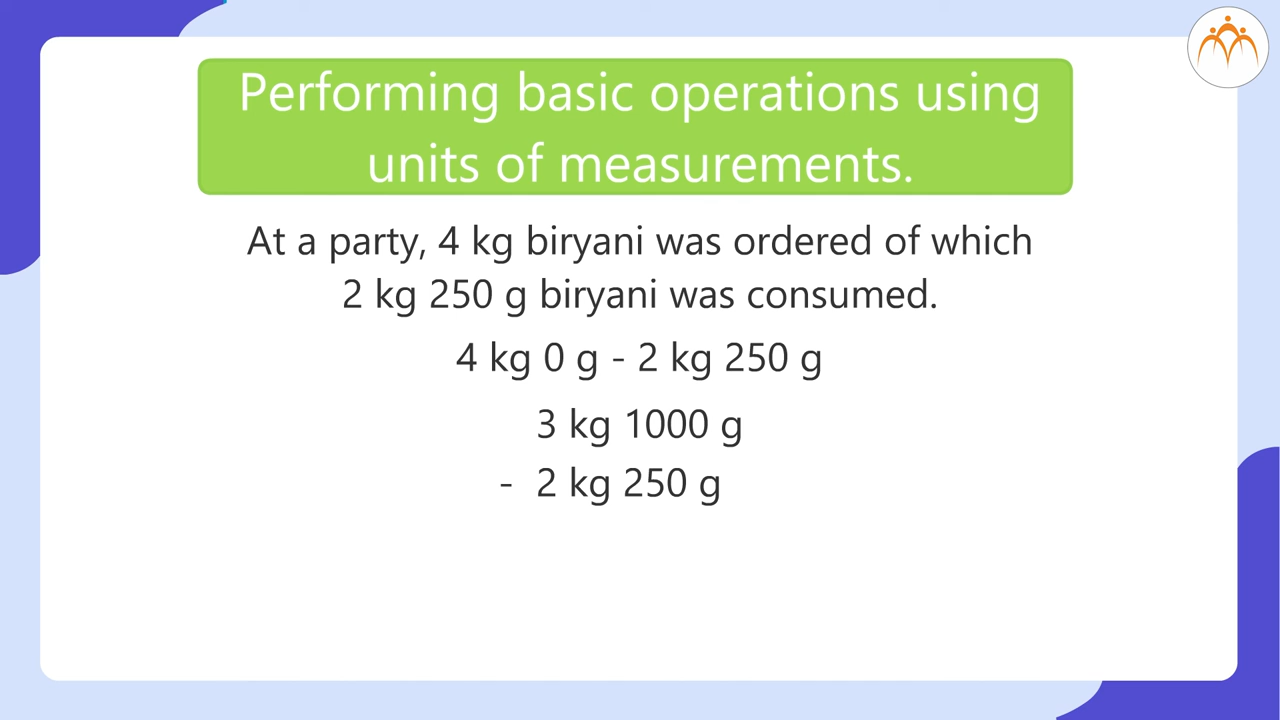 Performing basic operations using
units of measurements.
At a party, 4 kg biryani was ordered of which
2 kg 250 g biryani was consumed.
4 kg 0 g - 2 kg 250 g
3 kg 1000 g
- 2 kg 250 g